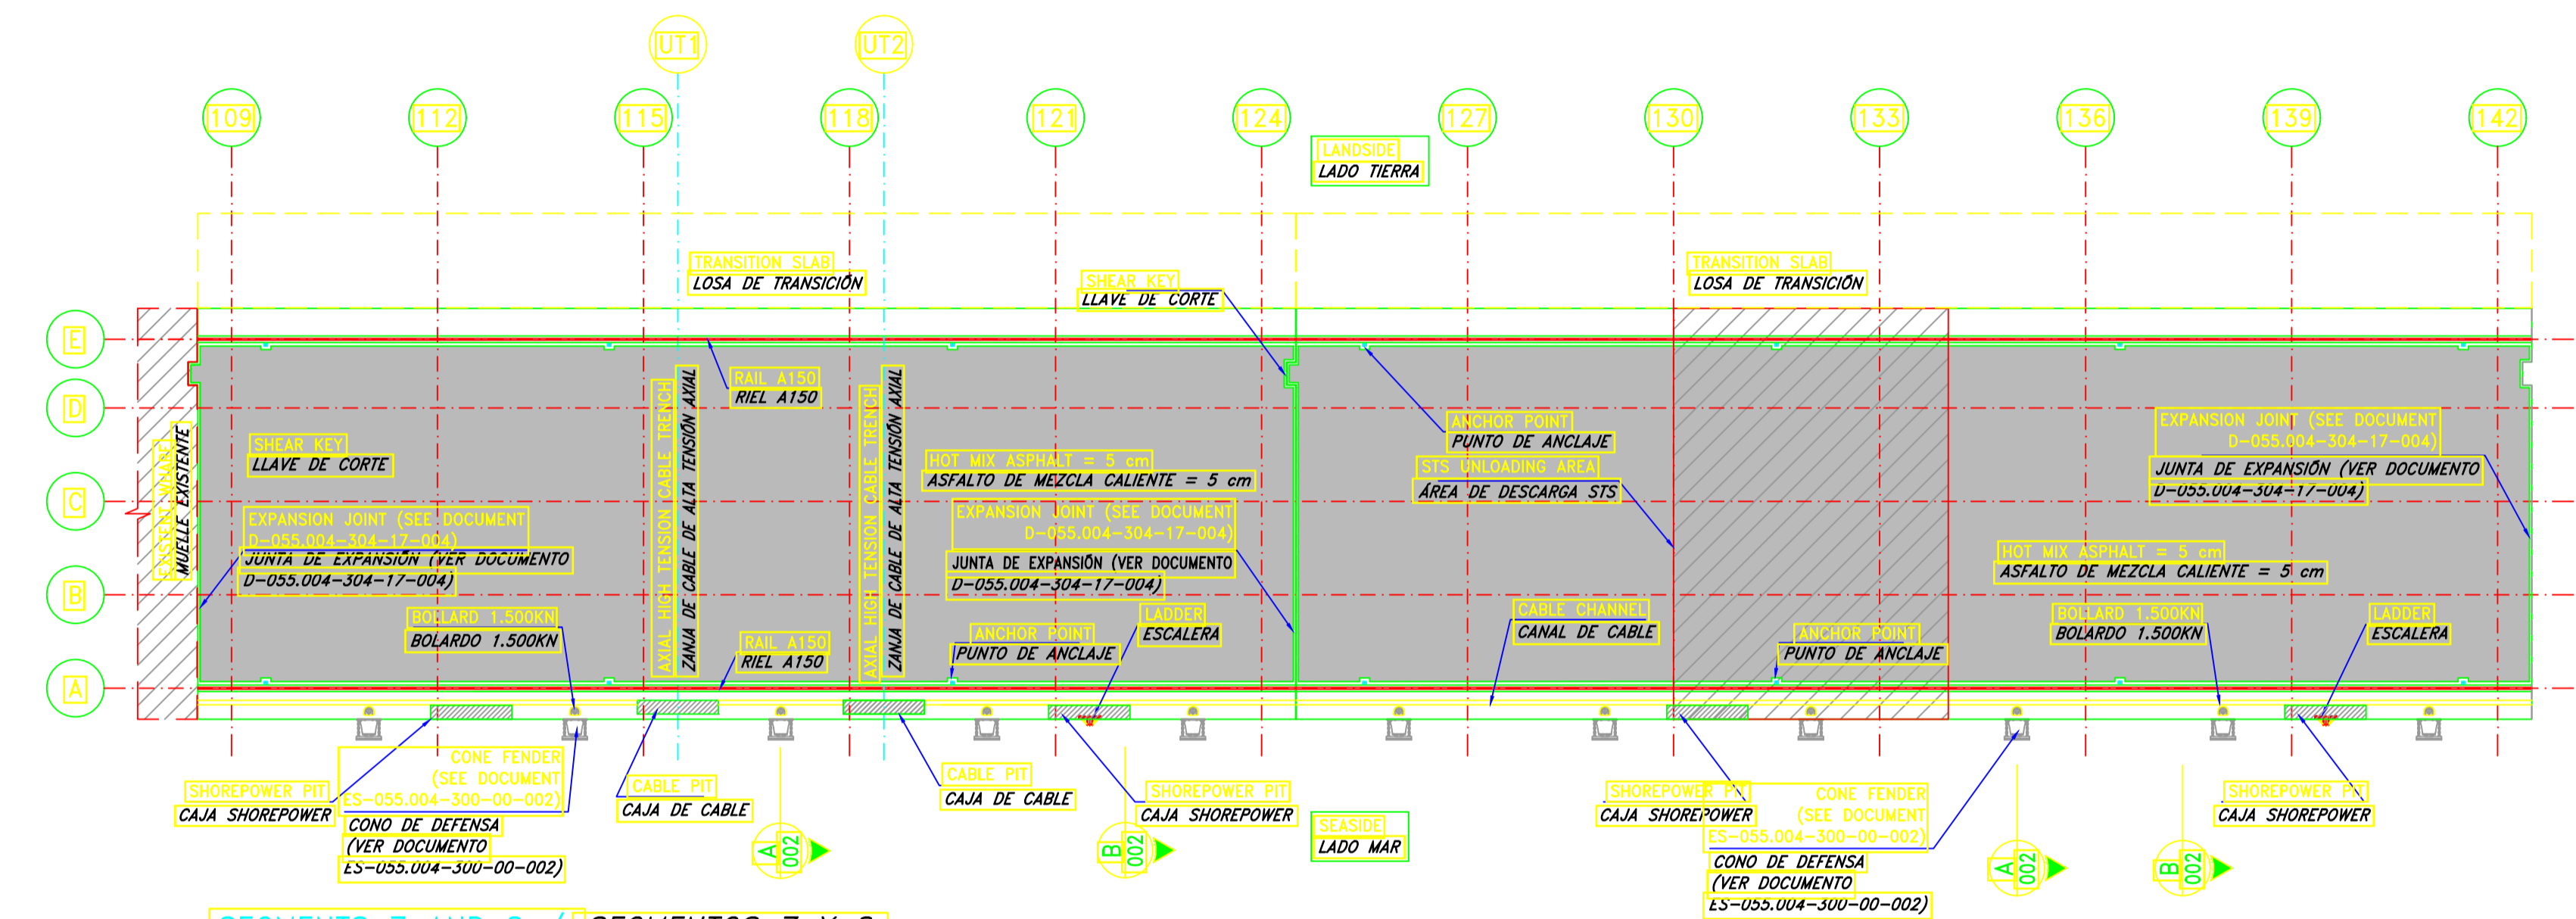 UT1
UT2
109
112
115
118
121
124
127
130
133
136
139
142
LANDSIDE
LADO TIERRA
TRANSITION SLAB
LOSA DE TRANSICIÓN
SHEAR KEY
LLAVE DE CORTE
TRANSITION SLAB
LOSA DE TRANSICIÓN
E
D
C
B
A
EXISTENT WHARF
MUELLE EXISTENTE
SHEAR KEY
LLAVE DE CORTE
EXPANSION JOINT (SEE DOCUMENT
D-055.004-304-17-004)
JUNTA DE EXPANSIÓN (VER DOCUMENTO
D-055.004-304-17-004)
BOLLARD 1.500KN
BOLARDO 1.500KN
AXIAL HIGH TENSION CABLE TRENCH
ZANJA DE CABLE DE ALTA TENSIÓN AXIAL
RAIL A150
RIEL A150
RAIL A150
RIEL A150
AXIAL HIGH TENSION CABLE TRENCH
ZANJA DE CABLE DE ALTA TENSIÓN AXIAL
HOT MIX ASPHALT = 5 cm
ASFALTO DE MEZCLA CALIENTE = 5 cm
EXPANSION JOINT (SEE DOCUMENT
D-055.004-304-17-004)
JUNTA DE EXPANSIÓN (VER DOCUMENTO
D-055.004-304-17-004)
LADDER
ESCALERA
ANCHOR POINT
PUNTO DE ANCLAJE
ANCHOR POINT
PUNTO DE ANCLAJE
STS UNLOADING AREA
ÁREA DE DESCARGA STS
CABLE CHANNEL
CANAL DE CABLE
ANCHOR POINT
PUNTO DE ANCLAJE
EXPANSION JOINT (SEE DOCUMENT
D-055.004-304-17-004)
JUNTA DE EXPANSIÓN (VER DOCUMENTO
D-055.004-304-17-004)
HOT MIX ASPHALT = 5 cm
ASFALTO DE MEZCLA CALIENTE = 5 cm
BOLLARD 1.500KN
BOLARDO 1.500KN
LADDER
ESCALERA
SHOREPOWER PIT
CAJA SHOREPOWER
CONE FENDER
(SEE DOCUMENT
ES-055.004-300-00-002)
CONO DE DEFENSA
(VER DOCUMENTO
ES-055.004-300-00-002)
CABLE PIT
CAJA DE CABLE
A
002
CABLE PIT
CAJA DE CABLE
B
002
SHOREPOWER PIT
CAJA SHOREPOWER
SEASIDE
LADO MAR
SHOREPOWER PIT
CAJA SHOREPOWER
CONE FENDER
(SEE DOCUMENT
ES-055.004-300-00-002)
CONO DE DEFENSA
(VER DOCUMENTO
ES-055.004-300-00-002)
A
002
B
002
SHOREPOWER PIT
CAJA SHOREPOWER